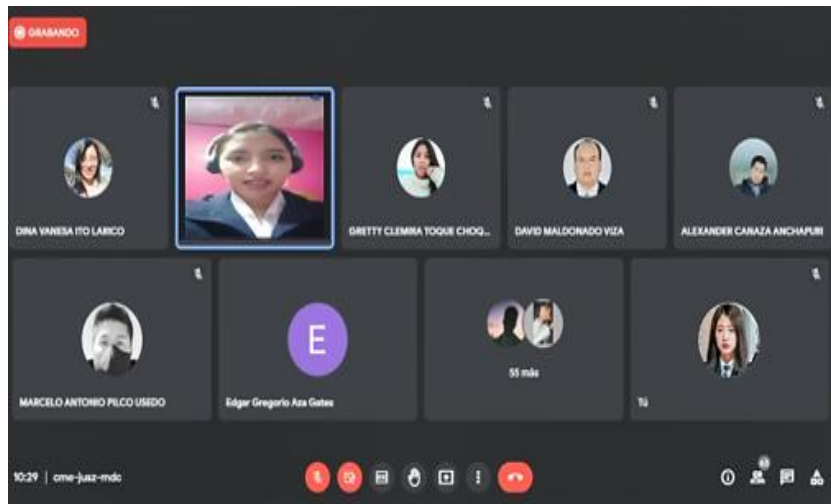 GRABANDO
DINA VANESA ITO LARICO
GRETTY CLEMIRA TOQUE CHOQ...
DAVID MALDONADO VIZA
ALEXANDER CANAZA ANCHAPURI
MARCELO ANTONIO PILCO USEDO
E
Edgar Gregorio Aza Gates
55 más
Tú
10:29 | cme-jusz-mdc